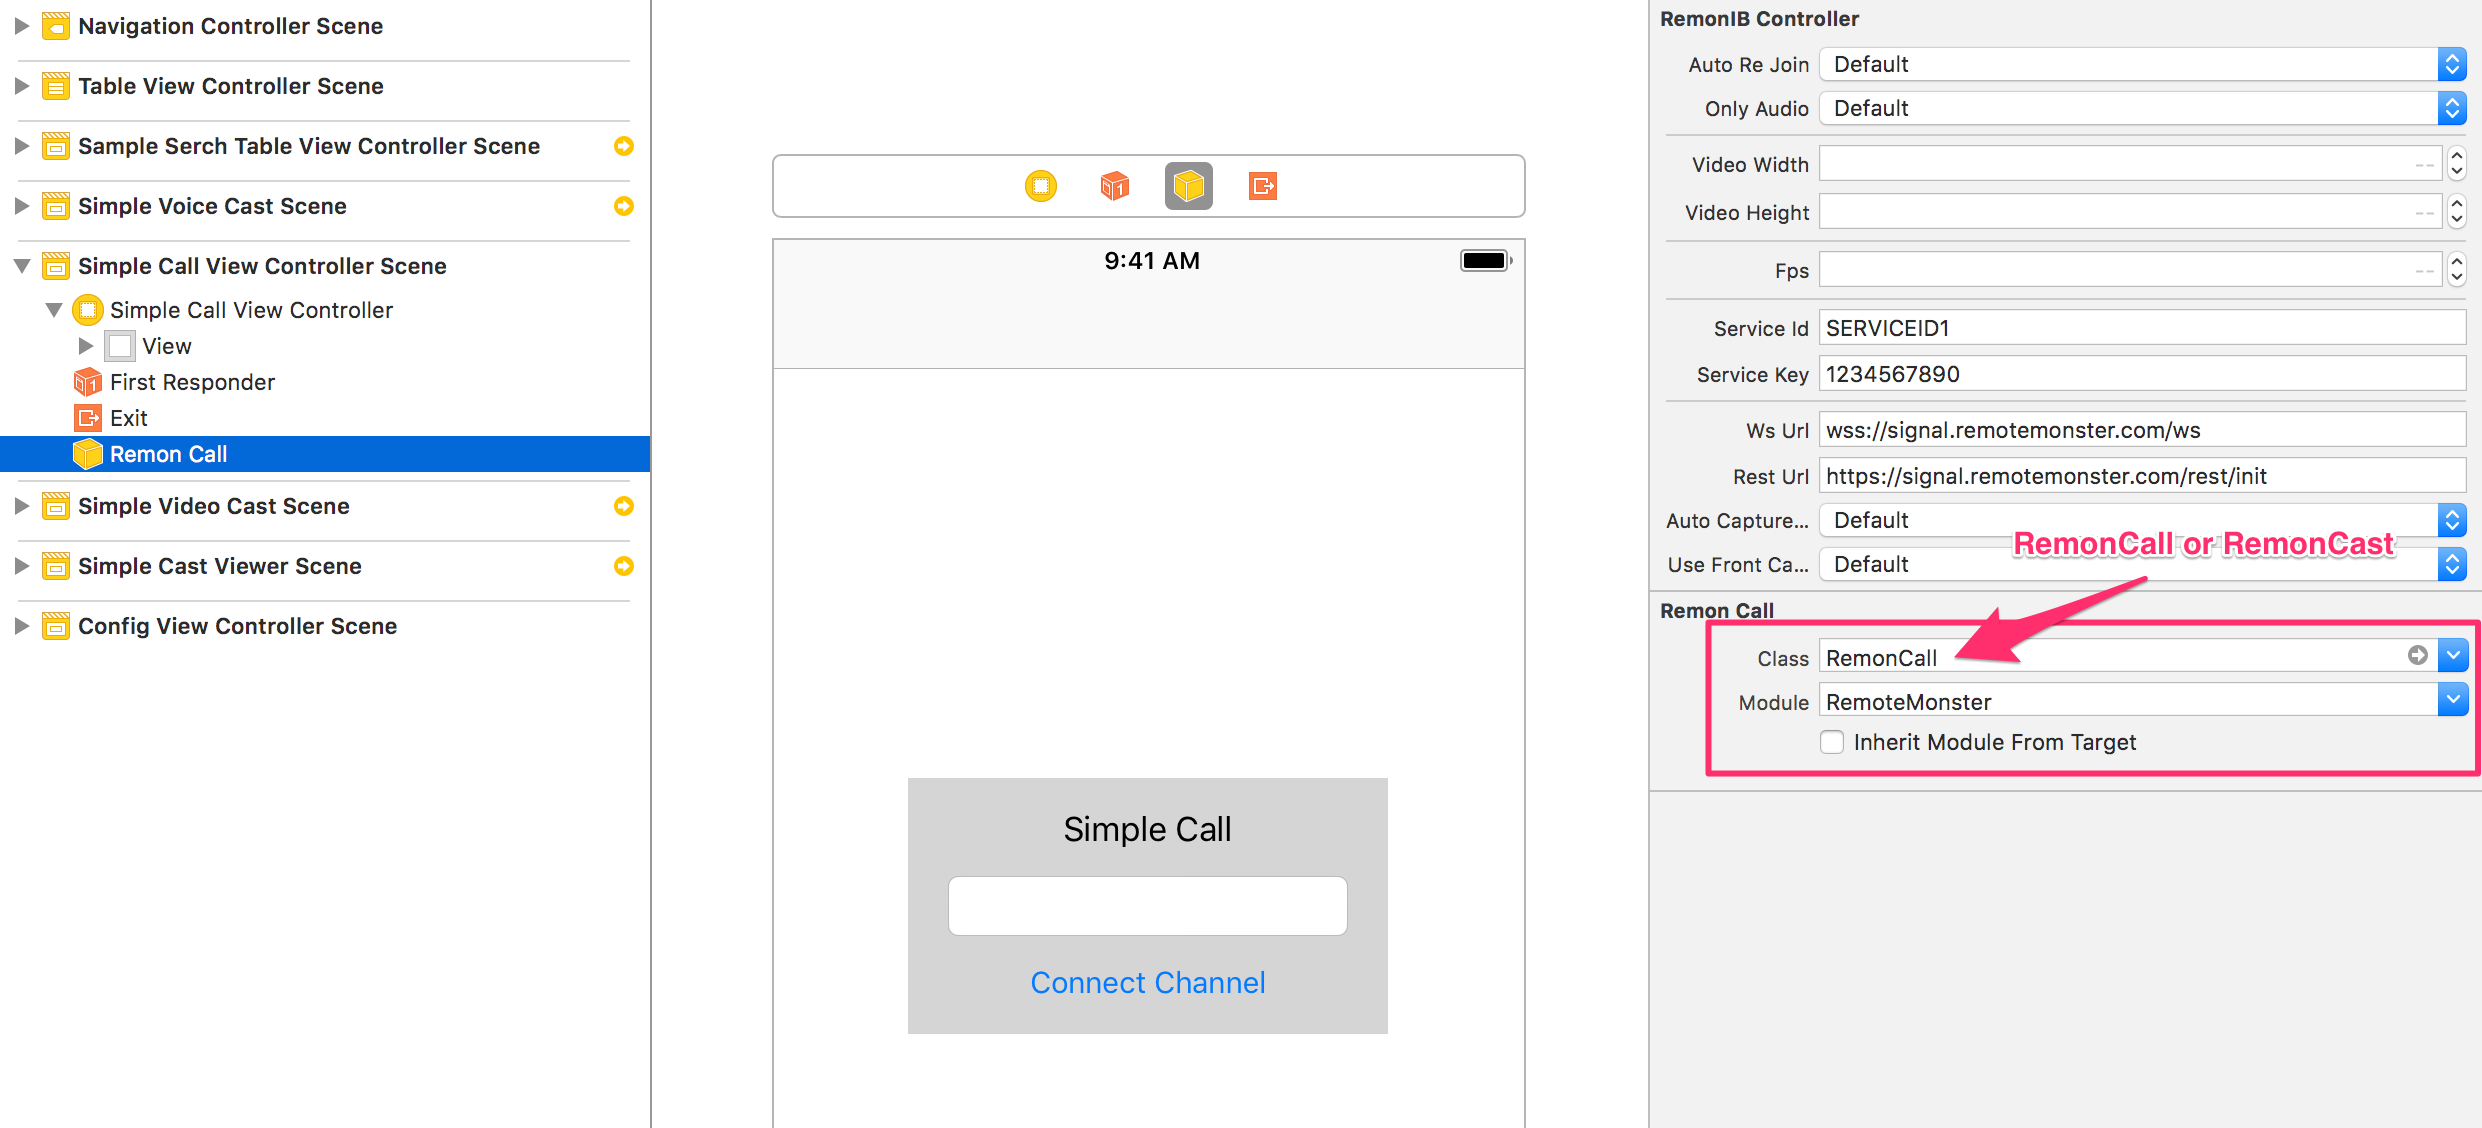 Navigation Controller Scene
Table View Controller Scene
Sample Serch Table View Controller Scene
Simple Voice Cast Scene
Simple Call View Controller Scene
Simple Call View Controller
View
First Responder
Exit
Remon Call
Simple Video Cast Scene
Simple Cast Viewer Scene
Config View Controller Scene
9:41 AM
Simple Call
Connect Channel
RemonIB Controller
Auto Re Join Default
Only Audio Default
Video Width --
Video Height --
Fps --
Service Id SERVICEID1
Service Key 1234567890
Ws Url wss://signal.remotemonster.com/ws
Rest Url https://signal.remotemonster.com/rest/init
Auto Capture... Default
RemonCall or RemonCast
Use Front Ca... Default
Remon Call
Class RemonCall
Module RemoteMonster
Inherit Module From Target